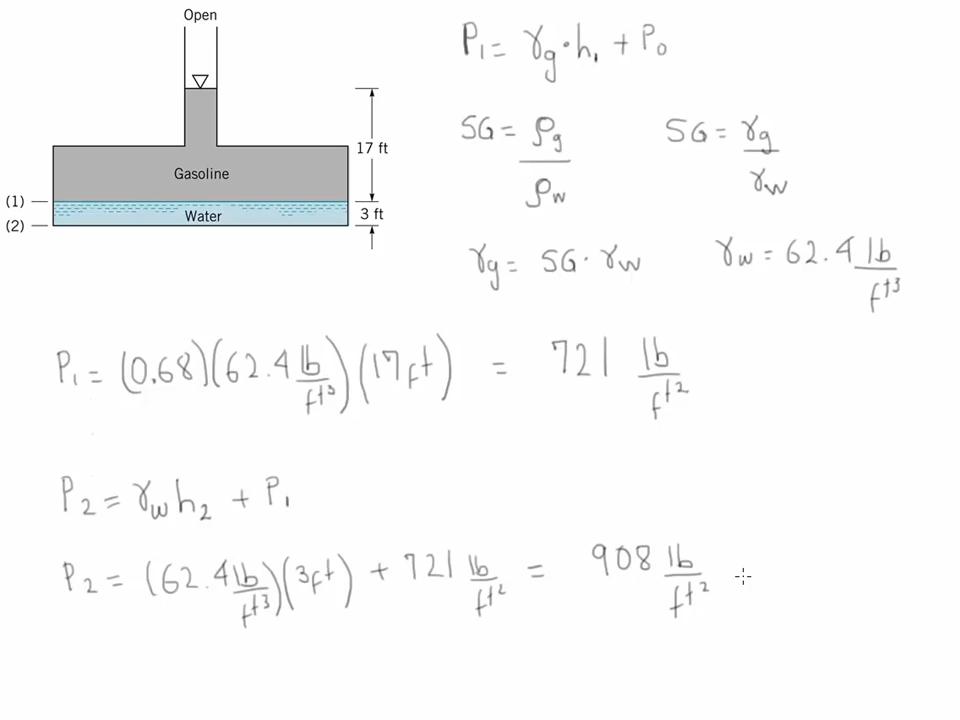 Open
17 ft
Gasoline
(1)
Water
3 ft
(2)
P₁ = γg · h₁ + P₀
SG = ρg / ρw
SG = γg / γw
γg = SG · γw
γw = 62.4 lb / ft³
P₁ = (0.68)(62.4 lb / ft³)(17 ft) = 721 lb / ft²
P₂ = γw h₂ + P₁
P₂ = (62.4 lb / ft³)(3ft) + 721 lb / ft² = 908 lb / ft²